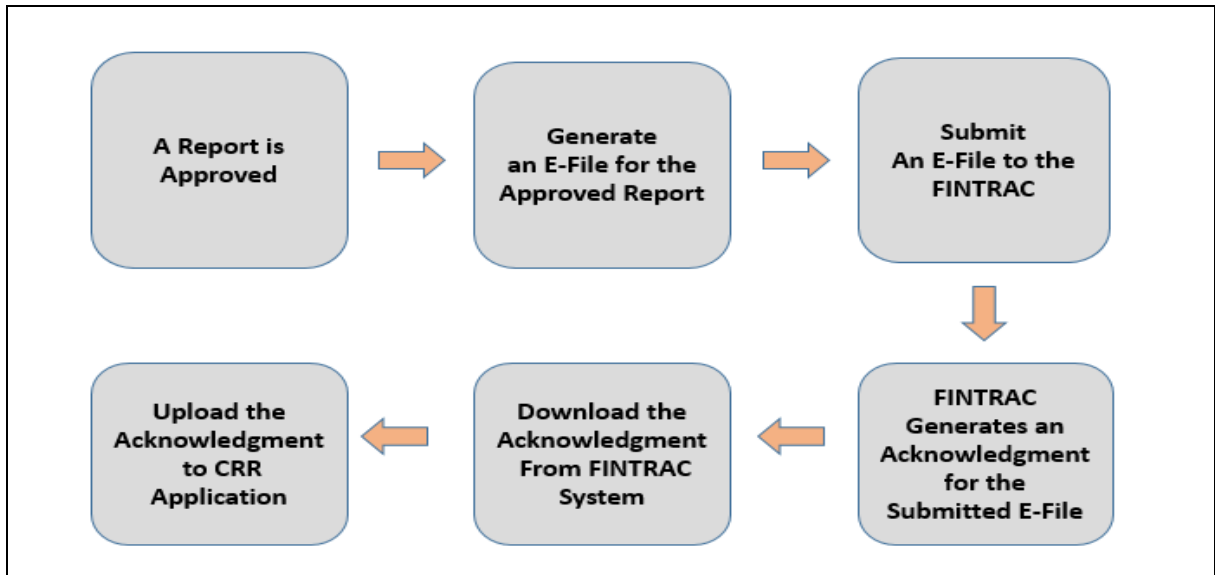 A Report is
Approved
Generate
an E-File for the
Approved Report
Submit
An E-File to the
FINTRAC
FINTRAC
Generates an
Acknowledgment
for the
Submitted E-File
Download the
Acknowledgment
From FINTRAC
System
Upload the
Acknowledgment
to CRR
Application